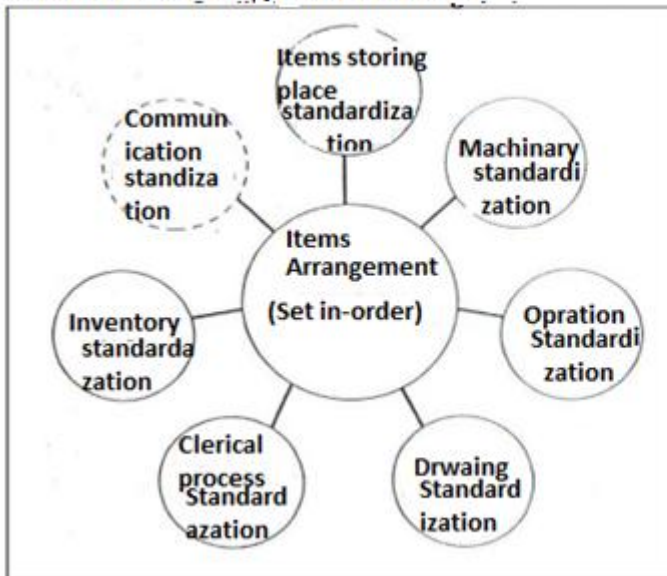 Items storing
place
standardiza
tion
Commun
ication
standiza
tion
Machinary
standardi
zation
Items
Arrangement
(Set in-order)
Inventory
standarda
zation
Opration
Standardi
zation
Clerical
process
Standard
azation
Drwaing
Standard
ization